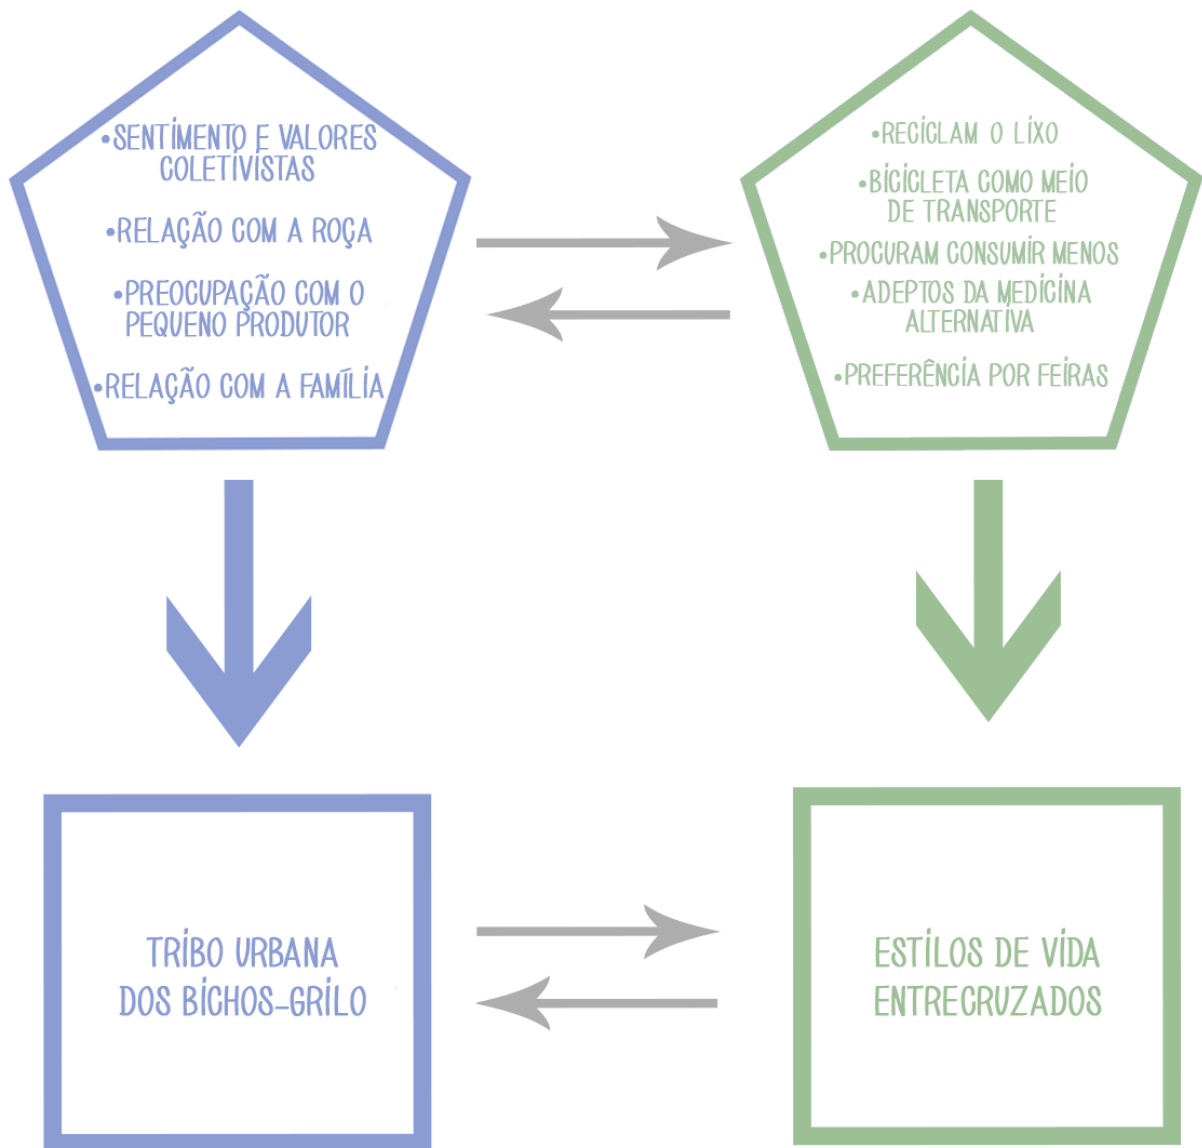 •SENTIMENTO E VALORES
COLETIVISTAS
•RELAÇÃO COM A ROÇA
•PREOCUPAÇÃO COM O
PEQUENO PRODUTOR
•RELAÇÃO COM A FAMÍLIA
•RECICLAM O LIXO
•BICICLETA COMO MEIO
DE TRANSPORTE
•PROCURAM CONSUMIR MENOS
•ADEPTOS DA MEDICINA
ALTERNATIVA
•PREFERÊNCIA POR FEIRAS
TRIBO URBANA
DOS BICHOS-GRILO
ESTILOS DE VIDA
ENTRECRUZADOS